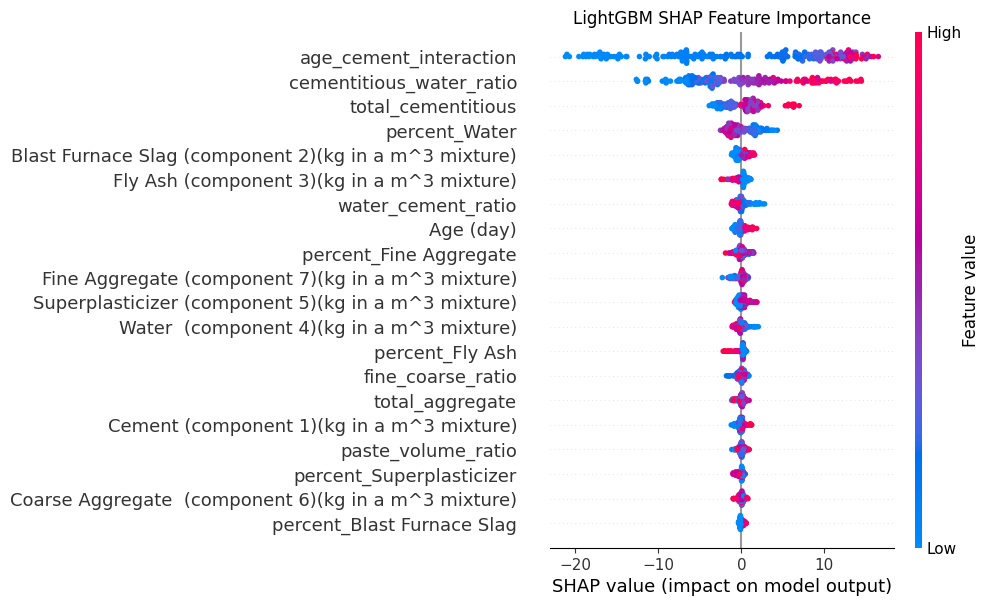 LightGBM SHAP Feature Importance
High
age_cement_interaction
cementitious_water_ratio
total_cementitious
percent_Water
Blast Furnace Slag (component 2)(kg in a m^3 mixture)
Fly Ash (component 3)(kg in a m^3 mixture)
water_cement_ratio
Age (day)
percent_Fine Aggregate
Fine Aggregate (component 7)(kg in a m^3 mixture)
Superplasticizer (component 5)(kg in a m^3 mixture)
Water  (component 4)(kg in a m^3 mixture)
percent_Fly Ash
fine_coarse_ratio
total_aggregate
Cement (component 1)(kg in a m^3 mixture)
paste_volume_ratio
percent_Superplasticizer
Coarse Aggregate  (component 6)(kg in a m^3 mixture)
percent_Blast Furnace Slag
Feature value
Low
−20 −10 0 10
SHAP value (impact on model output)